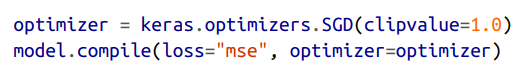 optimizer = keras.optimizers.SGD(clipvalue=1.0)
model.compile(loss="mse", optimizer=optimizer)